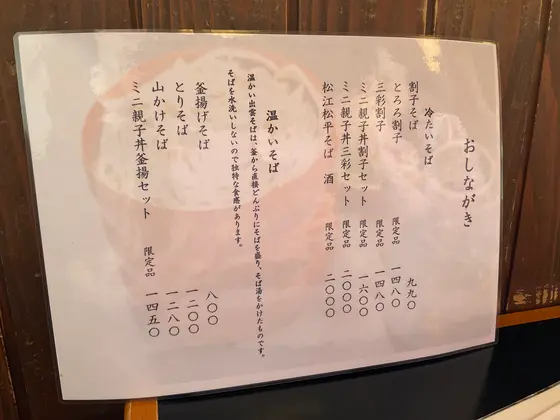 おしながき
冷たいそば
割子そば 九九〇
とろろ割子 限定品 一四八〇
三彩割子 限定品 一四八〇
ミニ親子丼割子セット 限定品 一六〇〇
ミニ親子丼三彩セット 限定品 二〇〇〇
松江松平そば 酒 限定品 二〇〇〇
温かいそば
温かい出雲そばは、釜から直接どんぶりにそばを盛り、そば湯をかけたものです。
そばを水洗いしないので独特な食感があります。
釜揚げそば 八〇〇
とりそば 一二〇〇
山かけそば 一二八〇
ミニ親子丼釜揚セット 限定品 一四五〇